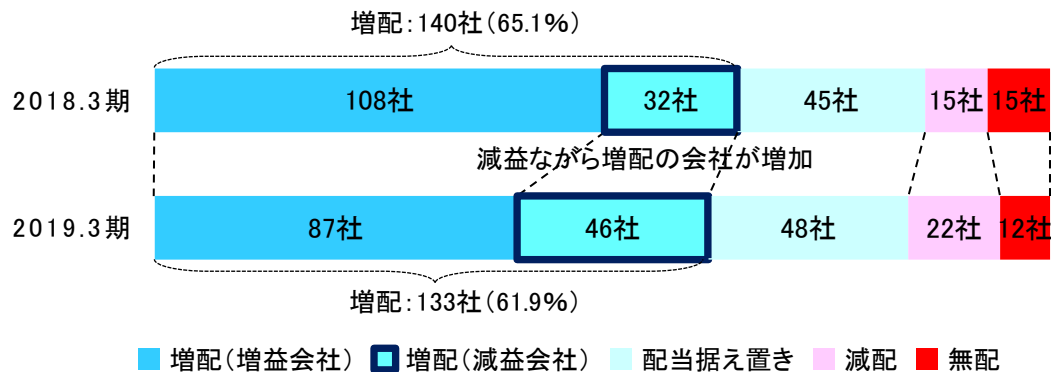 増配:140社(65.1%)
2018.3期 108社 32社 45社 15社 15社
減益ながら増配の会社が増加
2019.3期 87社 46社 48社 22社 12社
増配:133社(61.9%)
増配(増益会社) 増配(減益会社) 配当据え置き 減配 無配